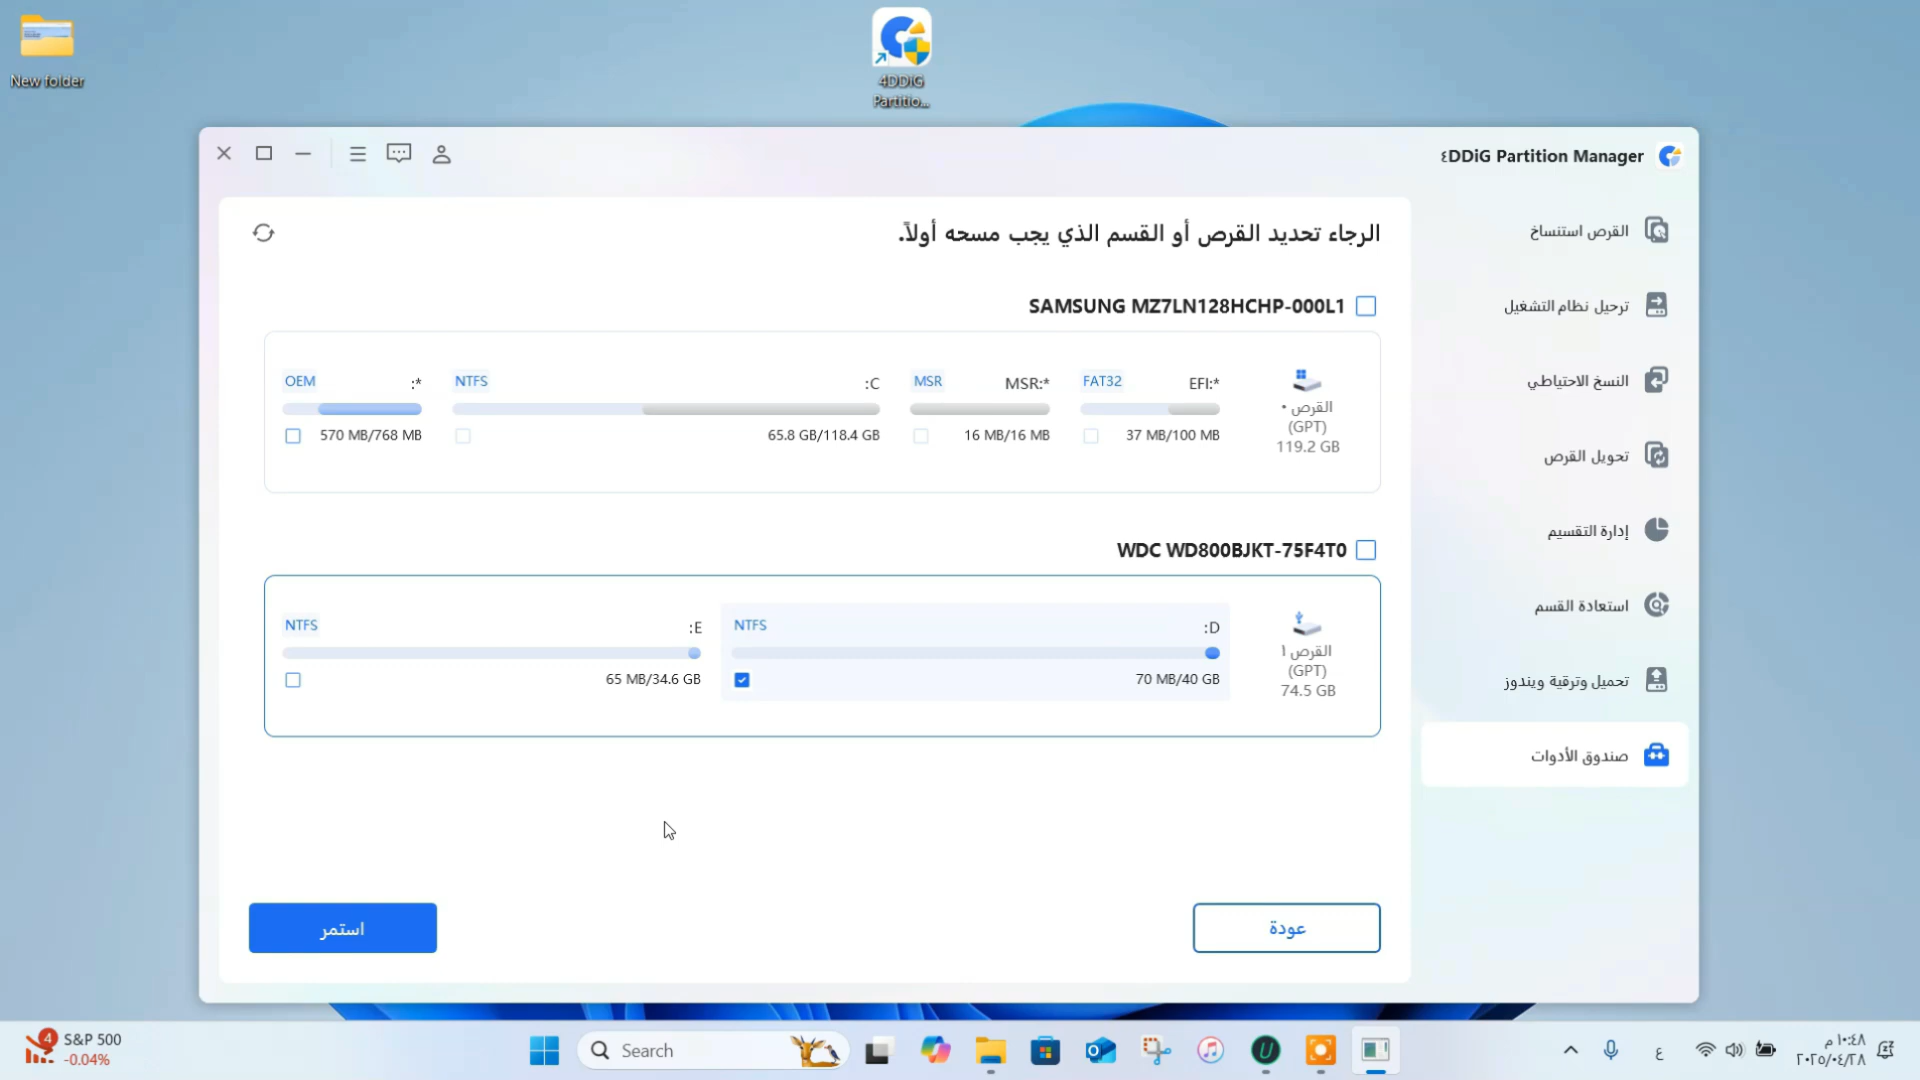 New folder
4DDiG
Partitio...
٤DDiG Partition Manager
القرص استنساخ
ترحيل نظام التشغيل
النسخ الاحتياطي
تحويل القرص
إدارة التقسيم
استعادة القسم
تحميل وترقية ويندوز
صندوق الأدوات
الرجاء تحديد القرص أو القسم الذي يجب مسحه أولاً.
SAMSUNG MZ7LN128HCHP-000L1
القرص ٠
(GPT)
119.2 GB
EFI:*
FAT32
37 MB/100 MB
MSR:*
MSR
16 MB/16 MB
:C
NTFS
65.8 GB/118.4 GB
:*
OEM
570 MB/768 MB
WDC WD800BJKT-75F4T0
القرص ١
(GPT)
74.5 GB
:D
NTFS
70 MB/40 GB
:E
NTFS
65 MB/34.6 GB
عودة
استمر
4
S&P 500
-0.04%
Search
ع
١٠:٤٨ م
٢٠٢٥/٠٤/٢٨